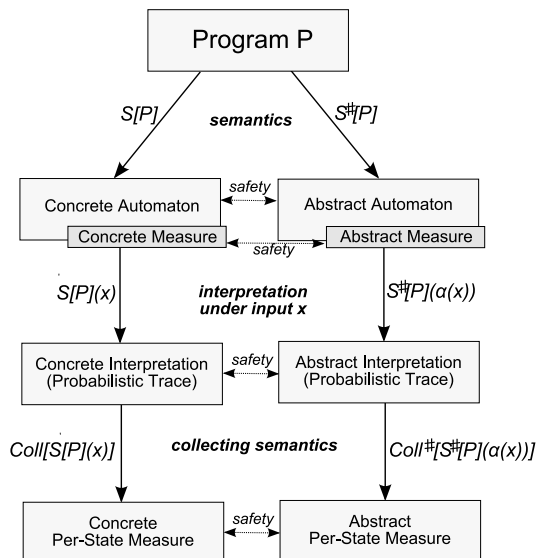 Program P
S[P]
S⋕[P]
semantics
safety
Concrete Automaton
Abstract Automaton
Concrete Measure
Abstract Measure
safety
S[P](x)
interpretation
under input x
S⋕[P](α(x))
Concrete Interpretation
(Probabilistic Trace)
safety
Abstract Interpretation
(Probabilistic Trace)
Coll[S[P](x)]
collecting semantics
Coll⋕[S⋕[P](α(x))]
Concrete
Per-State Measure
safety
Abstract
Per-State Measure